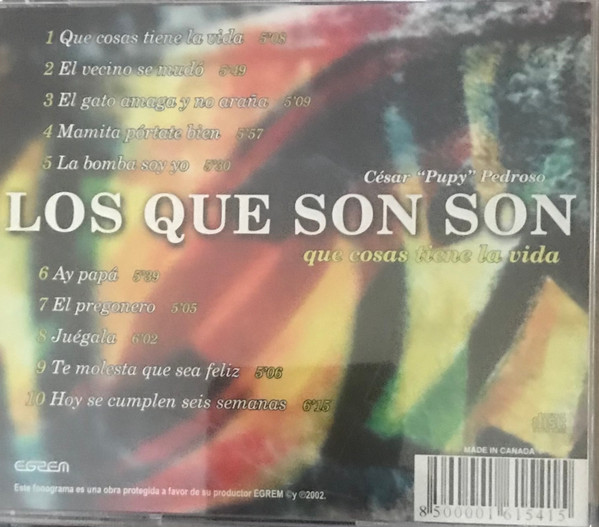 1 Que cosas tiene la vida 5'08
2 El vecino se mudó 5'49
3 El gato amaga y no araña 5'09
4 Mamita pórtate bien 5'57
5 La bomba soy yo 5'30
César "Pupy" Pedroso
LOS QUE SON SON
que cosas tiene la vida
6 Ay papá 5'39
7 El pregonero 5'05
8 Juégala 6'02
9 Te molesta que sea feliz 5'06
10 Hoy se cumplen seis semanas 6'15
MADE IN CANADA
EGREM
Este fonograma es una obra protegida a favor de su productor EGREM ©y ℗2002.
8 500001 615415